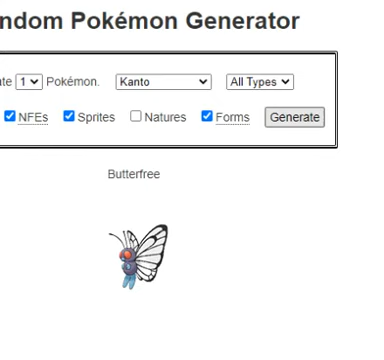 ndom Pokémon Generator
ate 1 Pokémon. Kanto All Types
NFEs Sprites Natures Forms Generate
Butterfree